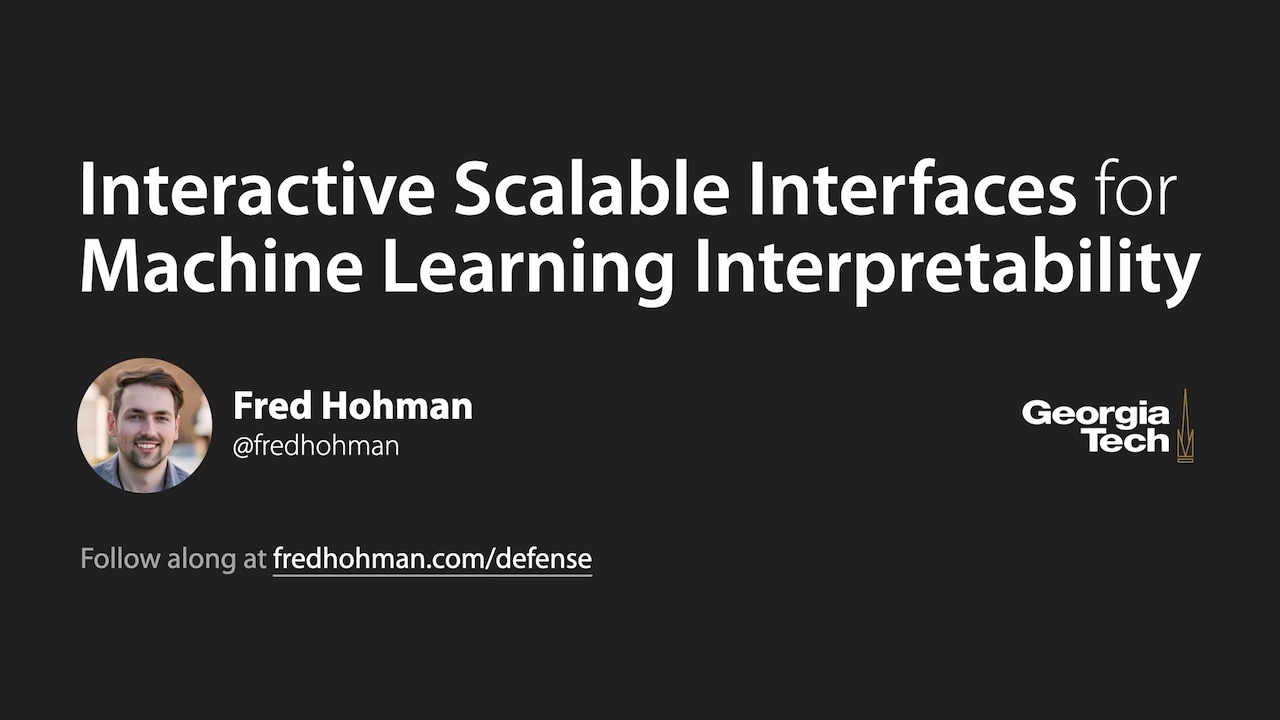 Interactive Scalable Interfaces for
Machine Learning Interpretability
Fred Hohman
@fredhohman
Georgia
Tech
Follow along at fredhohman.com/defense